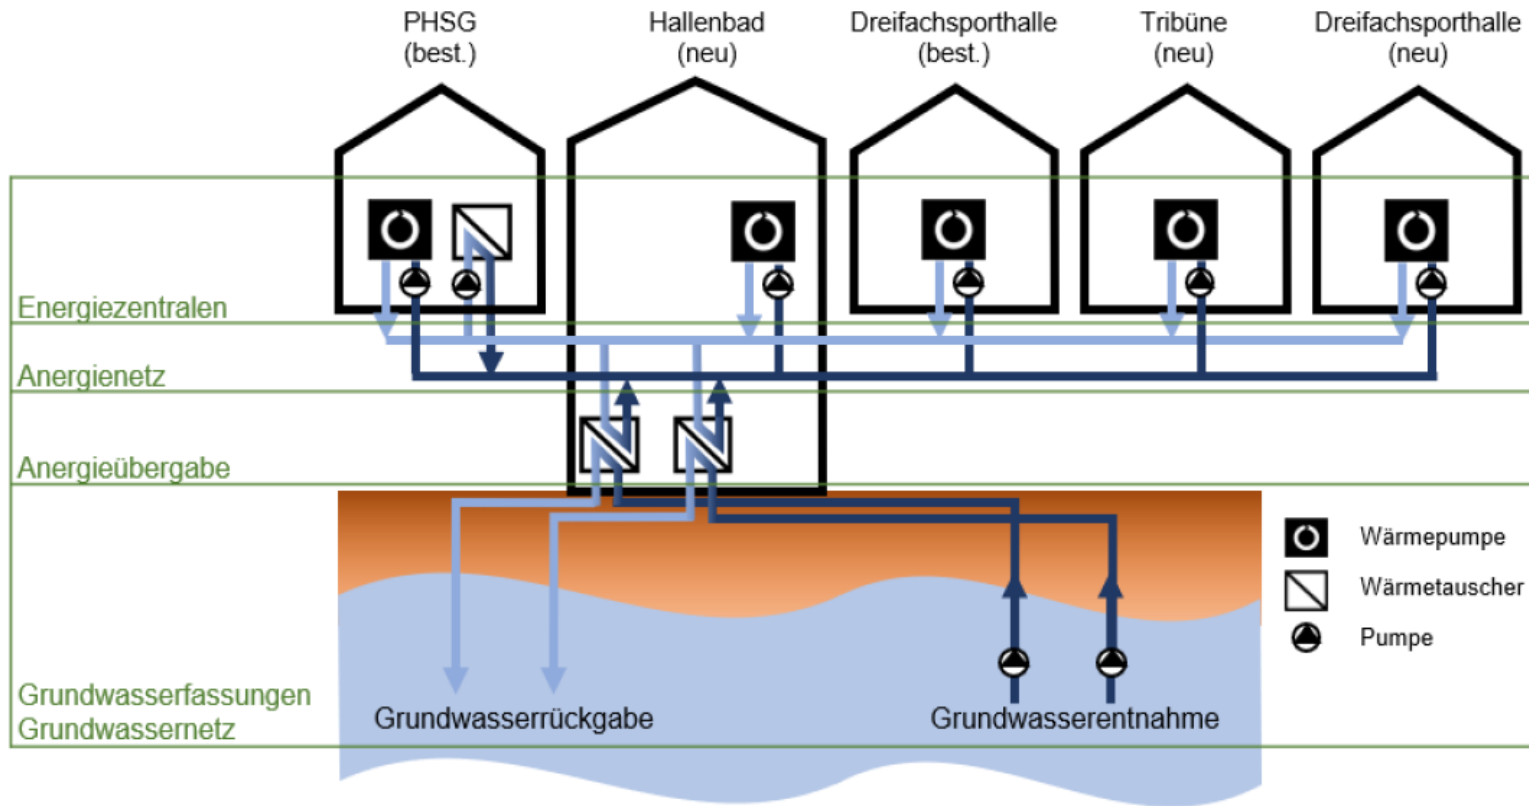 PHSG
(best.)
Hallenbad
(neu)
Dreifachsporthalle
(best.)
Tribüne
(neu)
Dreifachsporthalle
(neu)
Energiezentralen
Anergienetz
Anergieübergabe
Wärmepumpe
Wärmetauscher
Pumpe
Grundwasserfassungen
Grundwassernetz
Grundwasserrückgabe
Grundwasserentnahme